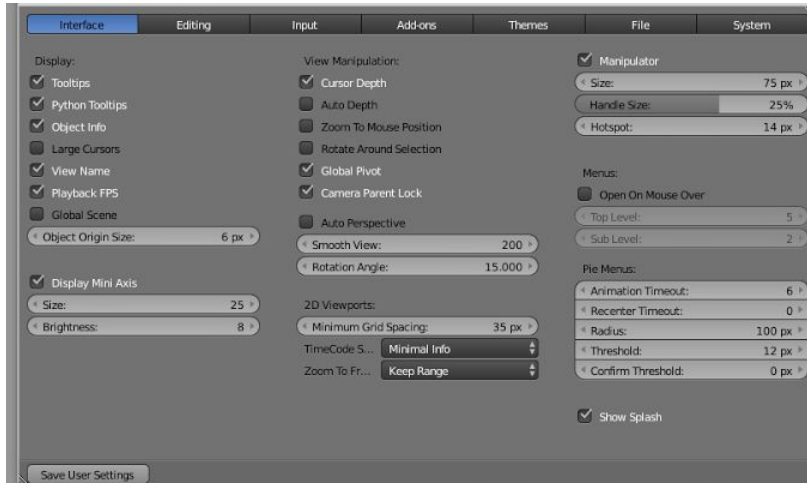 Interface Editing Input Add-ons Themes File System
Display:
Tooltips
Python Tooltips
Object Info
Large Cursors
View Name
Playback FPS
Global Scene
Object Origin Size: 6 px
Display Mini Axis
Size: 25
Brightness: 8
View Manipulation:
Cursor Depth
Auto Depth
Zoom To Mouse Position
Rotate Around Selection
Global Pivot
Camera Parent Lock
Auto Perspective
Smooth View: 200
Rotation Angle: 15.000
2D Viewports:
Minimum Grid Spacing: 35 px
TimeCode S... Minimal Info
Zoom To Fr... Keep Range
Manipulator
Size: 75 px
Handle Size: 25%
Hotspot: 14 px
Menus:
Open On Mouse Over
Top Level: 5
Sub Level: 2
Pie Menus:
Animation Timeout: 6
Recenter Timeout: 0
Radius: 100 px
Threshold: 12 px
Confirm Threshold: 0 px
Show Splash
Save User Settings